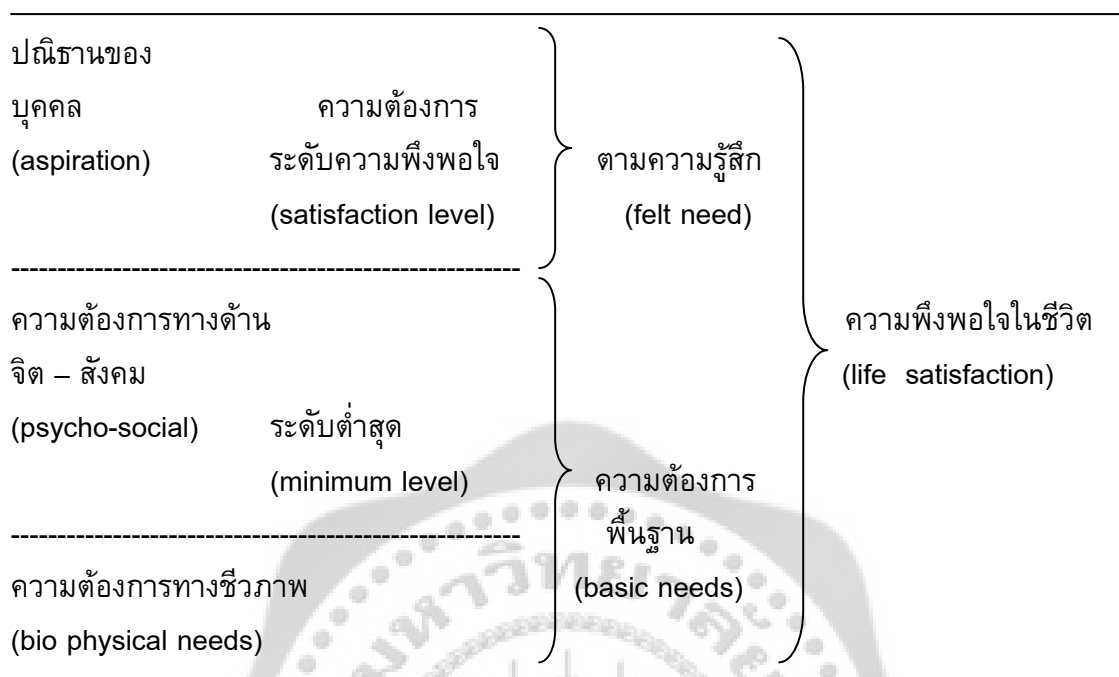 ปณิธานของ
บุคคล ความต้องการ
(aspiration) ระดับความพึงพอใจ ตามความรู้สึก
(satisfaction level) (felt need)
--------------------------------------------------------
ความต้องการทางด้าน ความพึงพอใจในชีวิต
จิต – สังคม (life satisfaction)
(psycho-social) ระดับต่ำสุด
(minimum level) ความต้องการ
-------------------------------------------------------- พื้นฐาน
ความต้องการทางชีวภาพ (basic needs)
(bio physical needs)